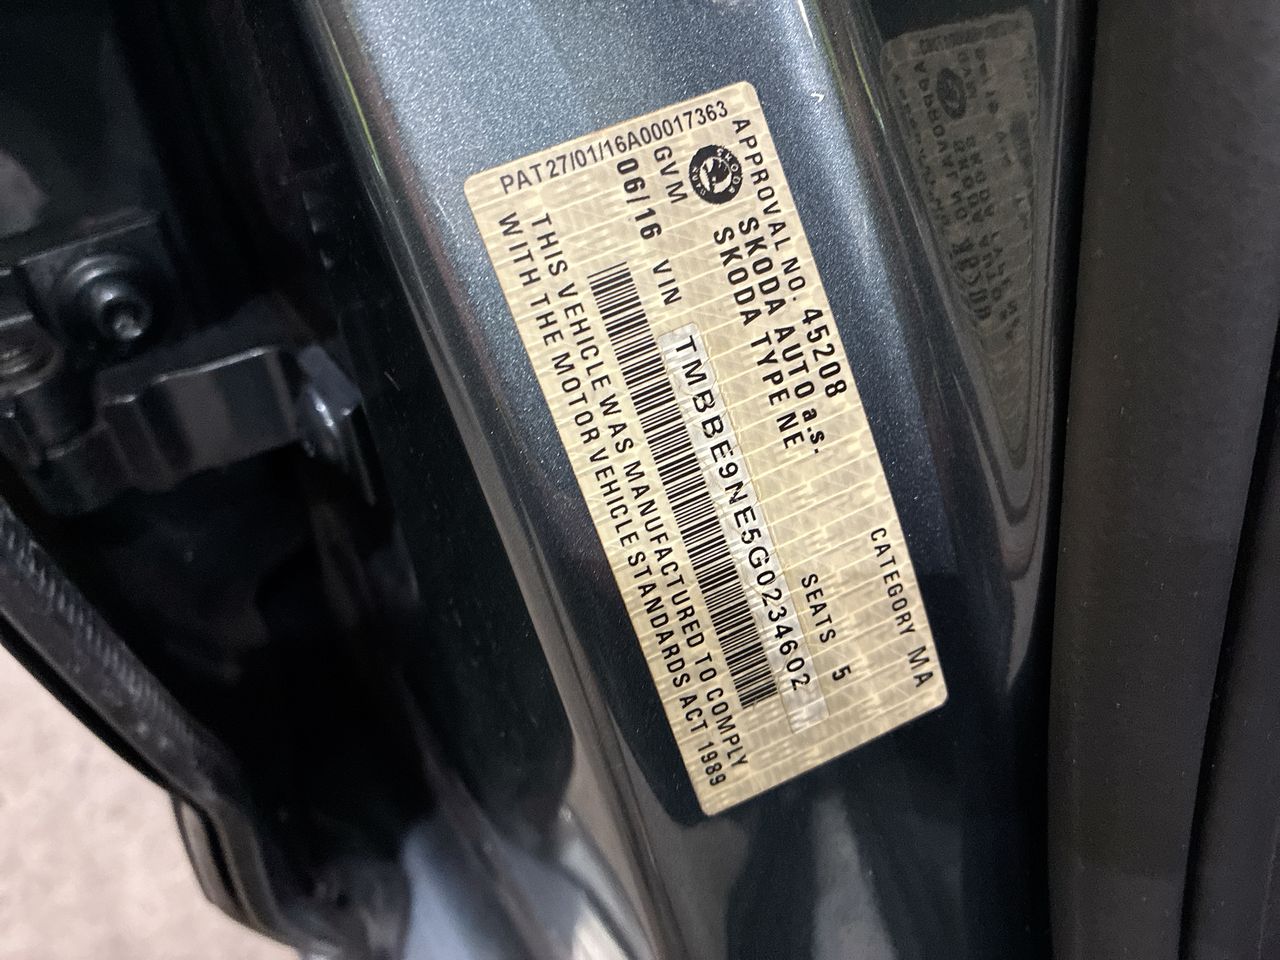 APPROVAL NO. 45208
CATEGORY MA
SKODA AUTO a.s.
SKODA TYPE NE
SEATS 5
GVM
06/16
VIN
TMBBE9NE5G0234602
THIS VEHICLE WAS MANUFACTURED TO COMPLY
WITH THE MOTOR VEHICLE STANDARDS ACT 1989
PAT27/01/16A00017363
SKODA